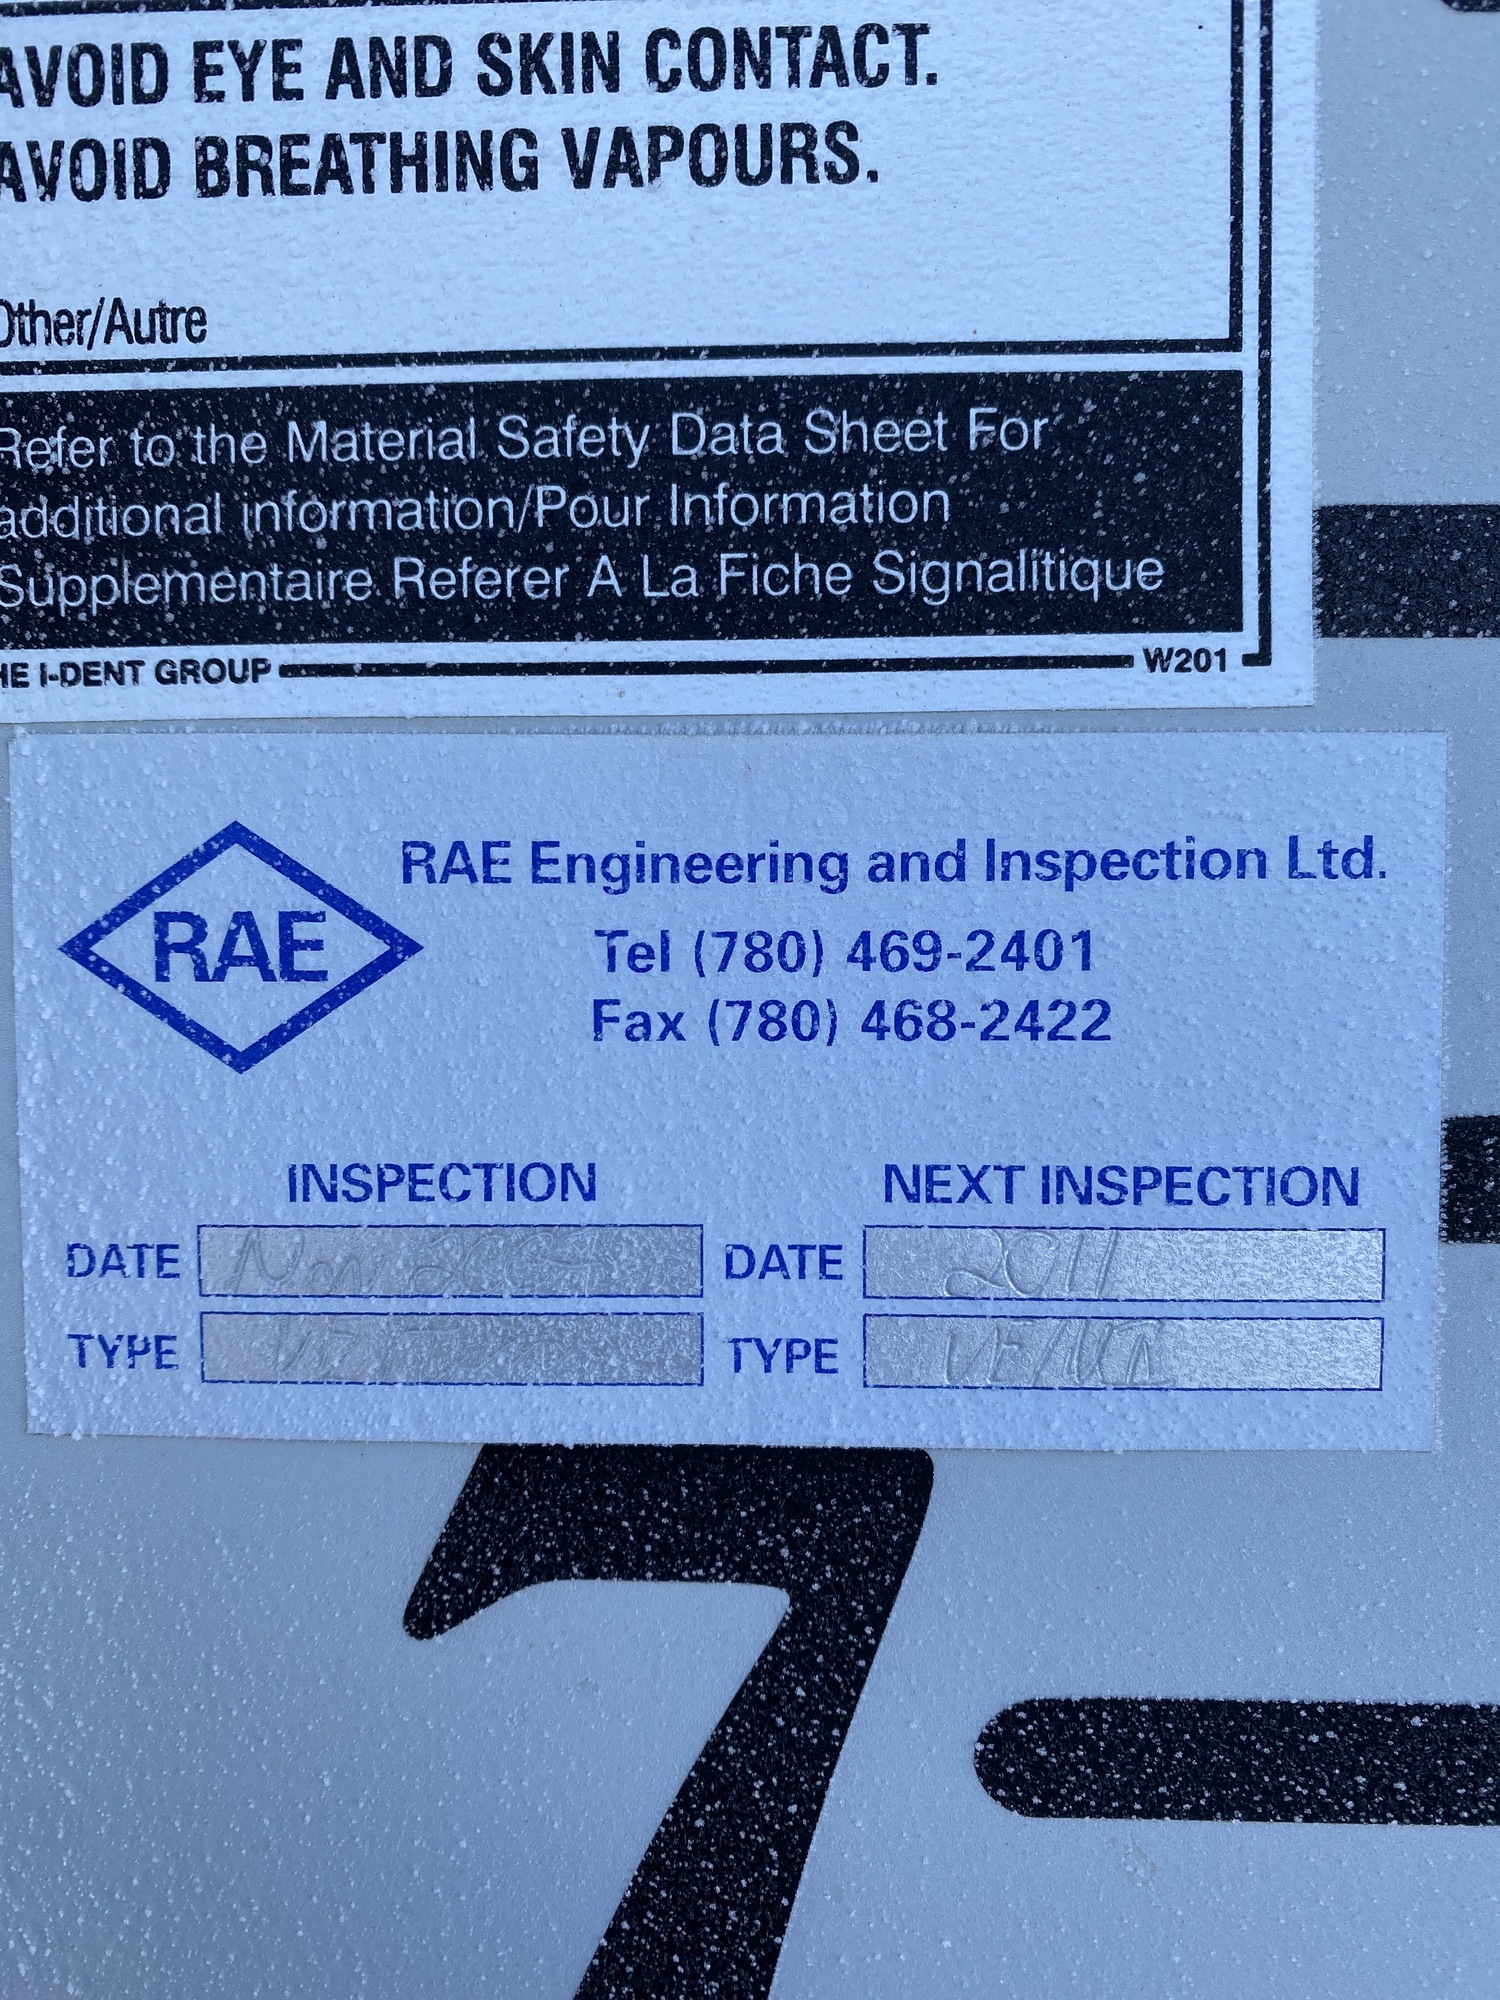 AVOID EYE AND SKIN CONTACT.
AVOID BREATHING VAPOURS.
Other/Autre
Refer to the Material Safety Data Sheet For
additional information/Pour Information
Supplementaire Referer A La Fiche Signalitique
HE I-DENT GROUP W201
RAE
RAE Engineering and Inspection Ltd.
Tel (780) 469-2401
Fax (780) 468-2422
INSPECTION NEXT INSPECTION
DATE Nov DATE 2011
TYPE TYPE
7